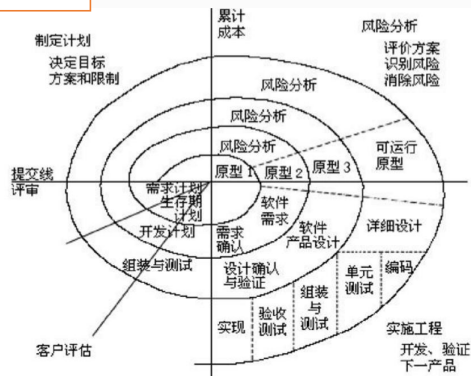 制定计划
决定目标
方案和限制
累计
成本
风险分析
评价方案
识别风险
消除风险
风险分析
风险分析
风险分析
可运行
原型
原型 1
原型 2
原型 3
提交线
评审
需求计划
生存期
计划
开发计划
组装与测试
需求
确认
软件
需求
软件
产品设计
详细设计
设计确认
与验证
单元
测试
编码
组装
与
测试
验收
测试
实现
客户评估
实施工程
开发、验证
下一产品